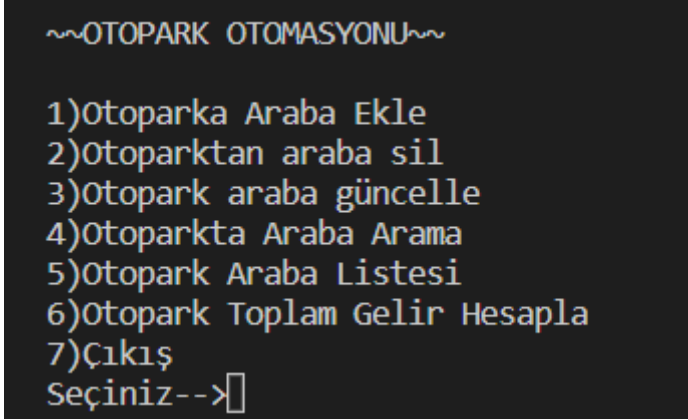 ~~OTOPARK OTOMASYONU~~
1)Otoparka Araba Ekle
2)Otoparktan araba sil
3)Otopark araba güncelle
4)Otoparkta Araba Arama
5)Otopark Araba Listesi
6)Otopark Toplam Gelir Hesapla
7)Çıkış
Seçiniz-->